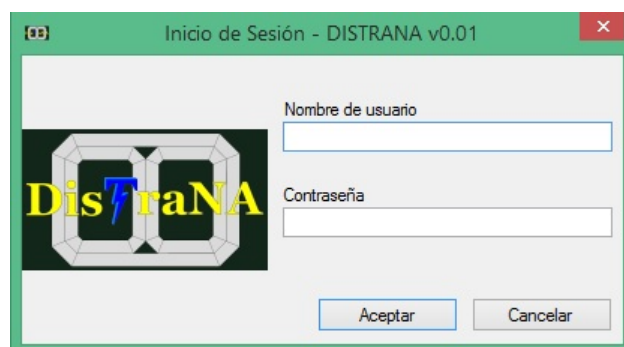 Inicio de Sesión - DISTRANA v0.01
Nombre de usuario
DisTraNA
Contraseña
Aceptar
Cancelar